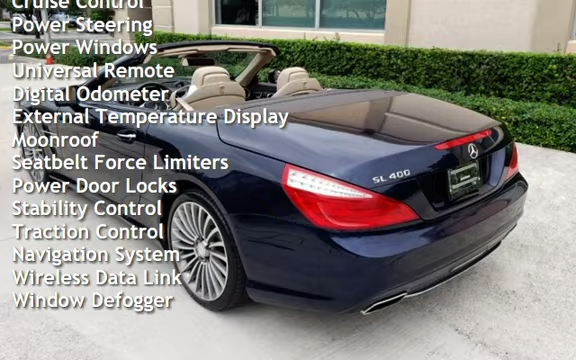 Cruise Control
Power Steering
Power Windows
Universal Remote
Digital Odometer
External Temperature Display
Moonroof
Seatbelt Force Limiters
Power Door Locks
Stability Control
Traction Control
Navigation System
Wireless Data Link
Window Defogger
SL 400